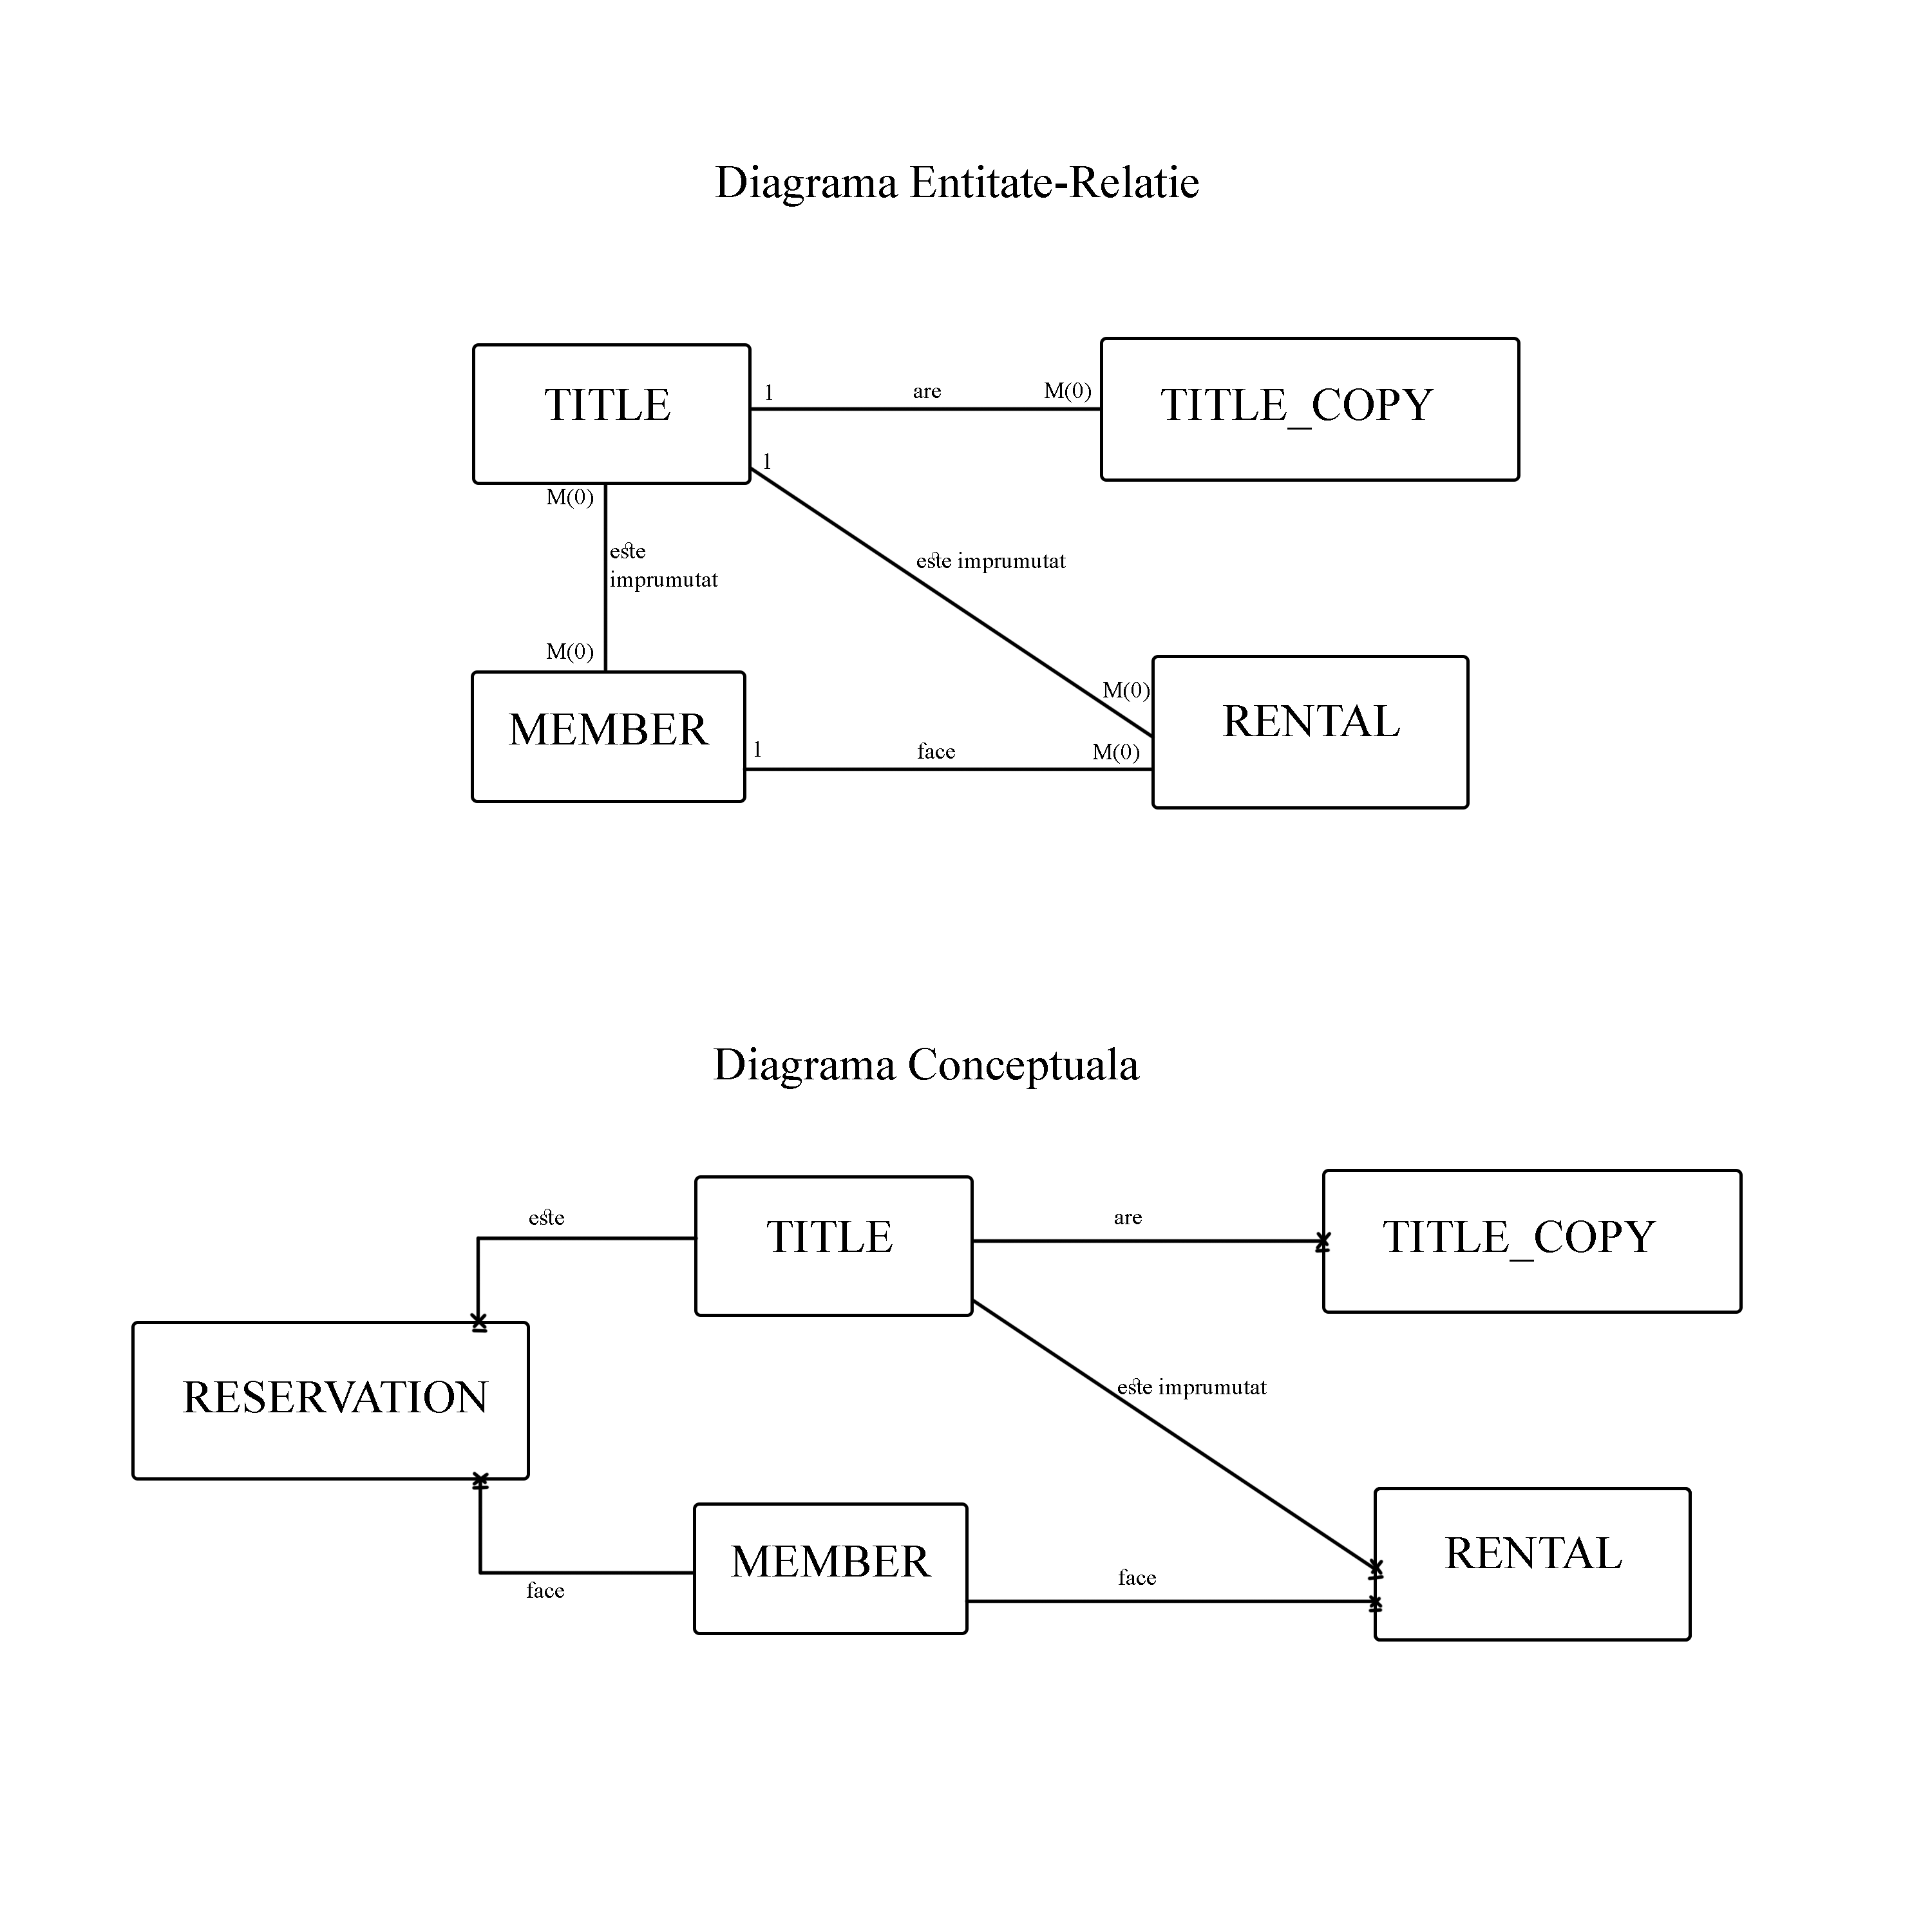 Diagrama Entitate-Relatie
TITLE
1
are
M(0)
TITLE_COPY
1
M(0)
este
imprumutat
este imprumutat
M(0)
M(0)
MEMBER
1
face
M(0)
RENTAL
Diagrama Conceptuala
este
TITLE
are
TITLE_COPY
RESERVATION
este imprumutat
MEMBER
face
face
RENTAL